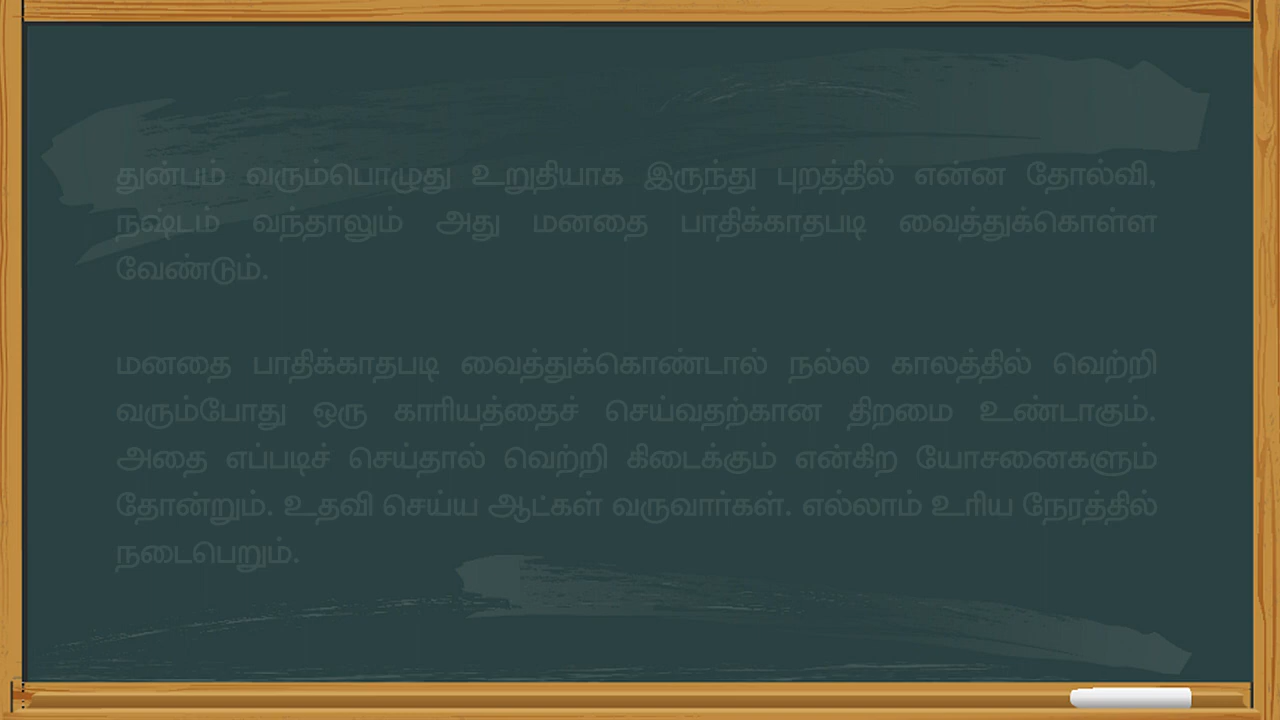 துன்பம் வரும்பொழுது உறுதியாக இருந்து புறத்தில் என்ன தோல்வி,
நஷ்டம் வந்தாலும் அது மனதை பாதிக்காதபடி வைத்துக்கொள்ள
வேண்டும்.
மனதை பாதிக்காதபடி வைத்துக்கொண்டால் நல்ல காலத்தில் வெற்றி
வரும்போது ஒரு காரியத்தைச் செய்வதற்கான திறமை உண்டாகும்.
அதை எப்படிச் செய்தால் வெற்றி கிடைக்கும் என்கிற யோசனைகளும்
தோன்றும். உதவி செய்ய ஆட்கள் வருவார்கள். எல்லாம் உரிய நேரத்தில்
நடைபெறும்.